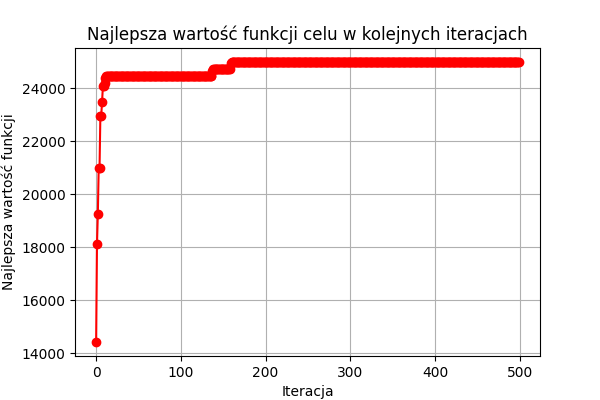 Najlepsza wartość funkcji celu w kolejnych iteracjach
Najlepsza wartość funkcji
24000
22000
20000
18000
16000
14000
0 100 200 300 400 500
Iteracja